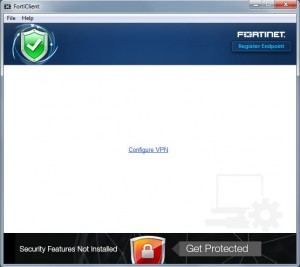 FortiClient
File Help
FORTINET
Register Endpoint
Configure VPN
Security Features Not Installed
Get Protected